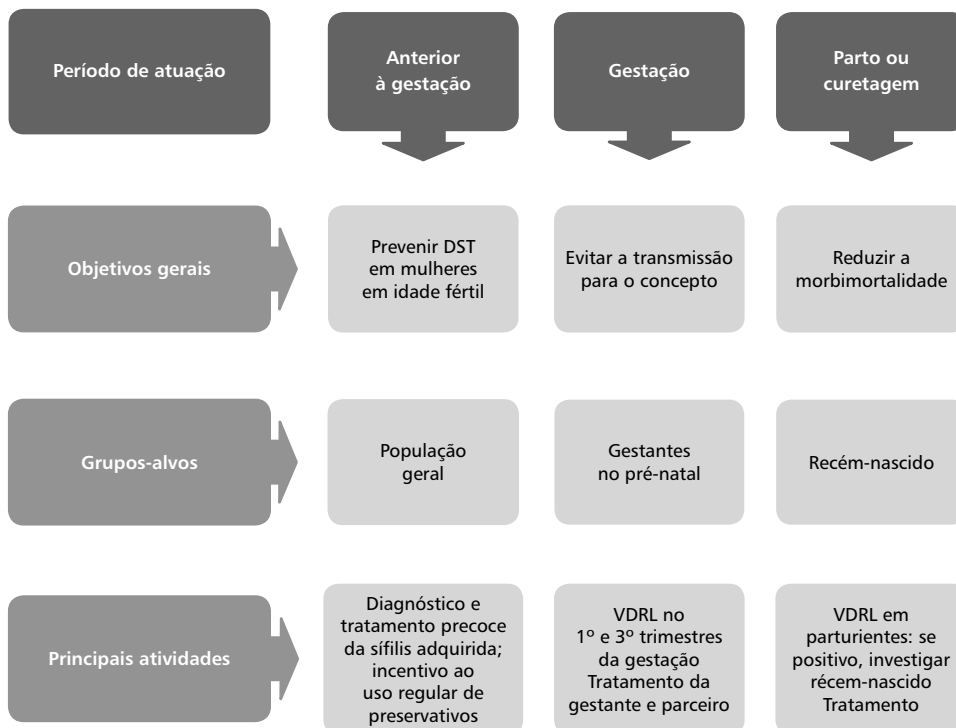 Período de atuação
Anterior
à gestação
Gestação
Parto ou
curetagem
Objetivos gerais
Prevenir DST
em mulheres
em idade fértil
Evitar a transmissão
para o concepto
Reduzir a
morbimortalidade
Grupos-alvos
População
geral
Gestantes
no pré-natal
Recém-nascido
Principais atividades
Diagnóstico e
tratamento precoce
da sífilis adquirida;
incentivo ao
uso regular de
preservativos
VDRL no
1º e 3º trimestres
da gestação
Tratamento da
gestante e parceiro
VDRL em
parturientes: se
positivo, investigar
récem-nascido
Tratamento